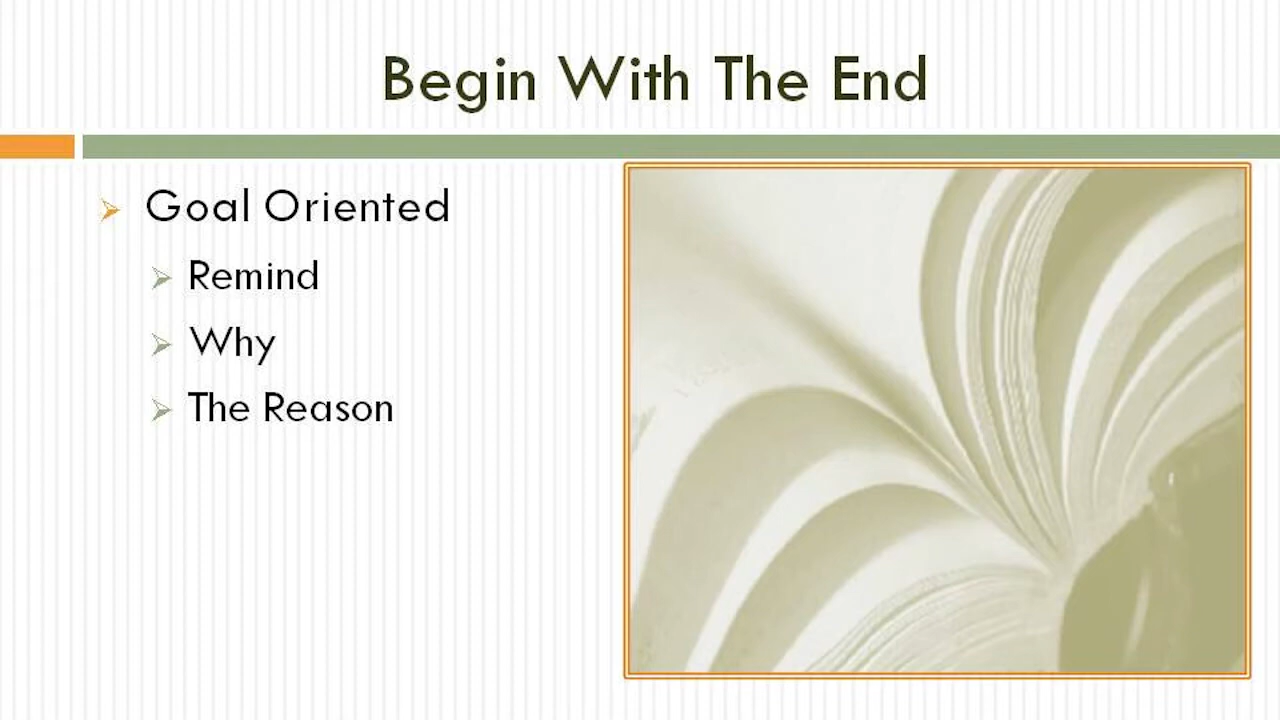 Begin With The End
Goal Oriented
Remind
Why
The Reason